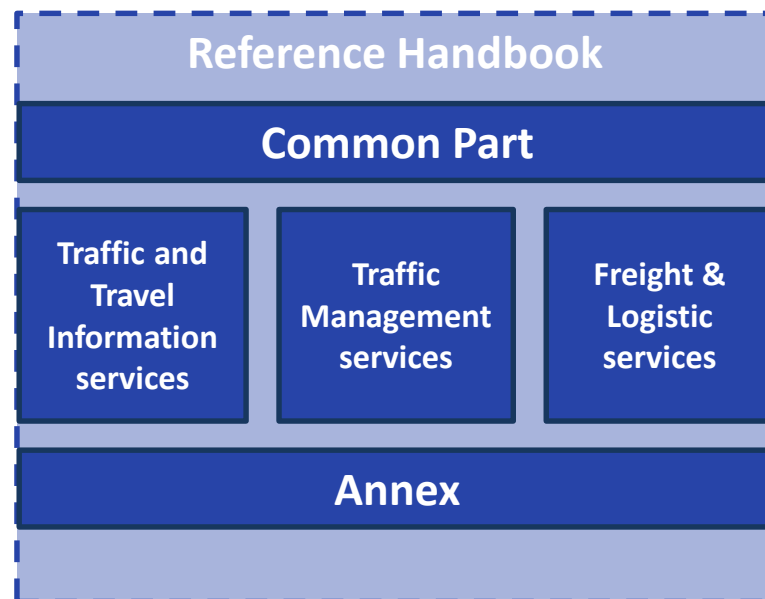 Reference Handbook
Common Part
Traffic and
Travel
Information
services
Traffic
Management
services
Freight &
Logistic
services
Annex